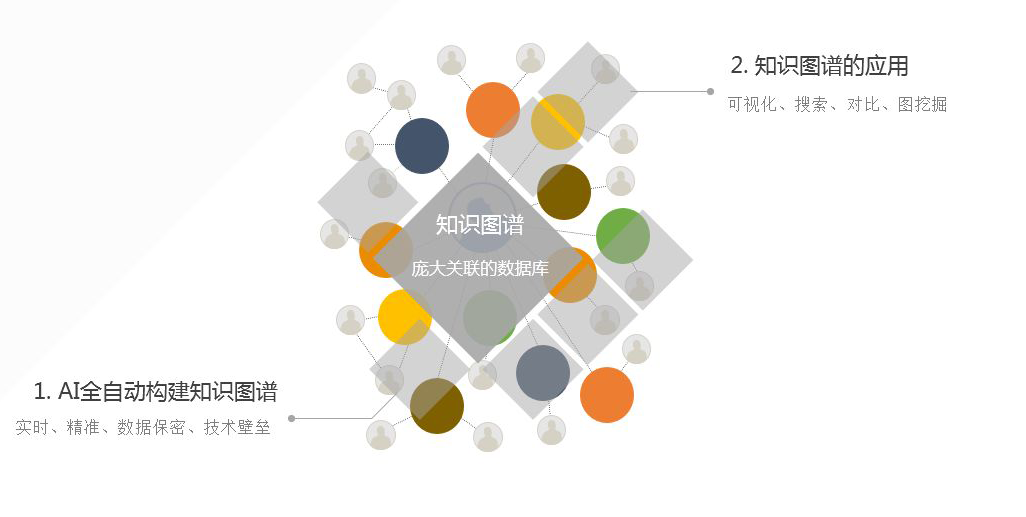 2. 知识图谱的应用
可视化、搜索、对比、图挖掘
知识图谱
庞大关联的数据库
1. AI全自动构建知识图谱
实时、精准、数据保密、技术壁垒